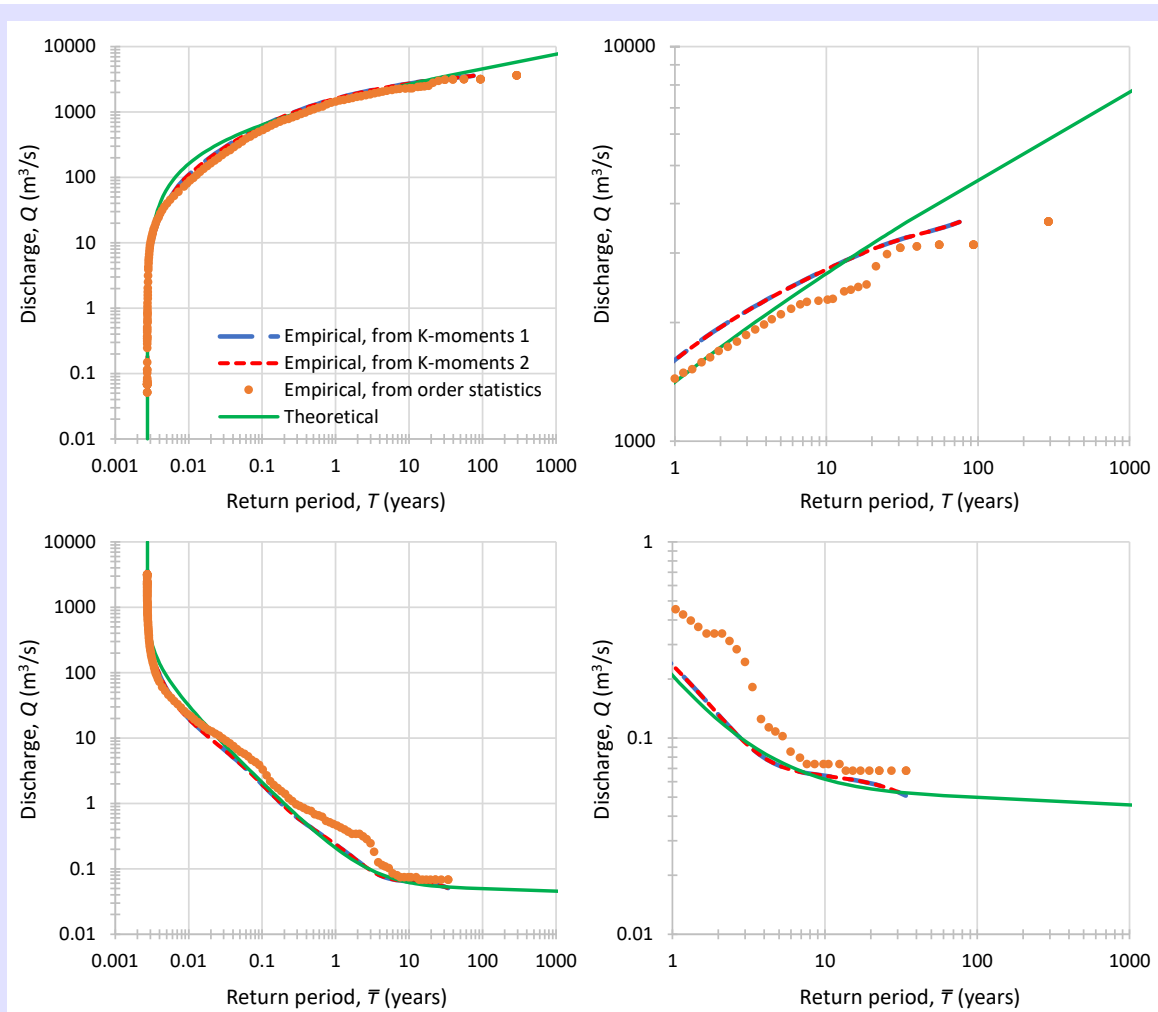 10000
1000
100
10
1
0.1
0.01
Discharge, Q (m³/s)
Empirical, from K-moments 1
Empirical, from K-moments 2
Empirical, from order statistics
Theoretical
0.001 0.01 0.1 1 10 100 1000
Return period, T (years)
10000
1000
Discharge, Q (m³/s)
1 10 100 1000
Return period, T (years)
10000
1000
100
10
1
0.1
0.01
Discharge, Q (m³/s)
0.001 0.01 0.1 1 10 100 1000
Return period, T̅ (years)
1
0.1
0.01
Discharge, Q (m³/s)
1 10 100 1000
Return period, T̅ (years)